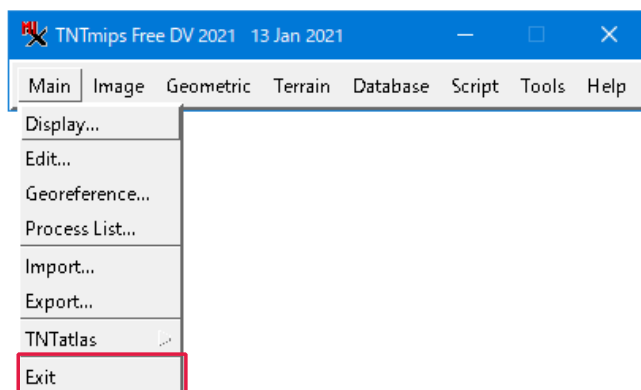 TNTmips Free DV 2021 13 Jan 2021
Main Image Geometric Terrain Database Script Tools Help
Display...
Edit...
Georeference...
Process List...
Import...
Export...
TNTatlas
Exit